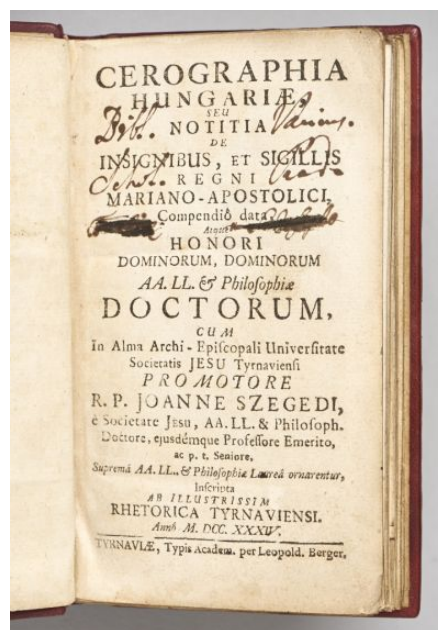 CEROGRAPHIA
HUNGARIÆ,
SEU
NOTITIA
DE
INSIGNIBUS, ET SIGILLIS
REGNI
MARIANO-APOSTOLICI,
Compendiò data,
Atque
HONORI
DOMINORUM, DOMINORUM
AA. LL. & Philosophiæ
DOCTORUM,
CUM
In Alma Archi-Episcopali Universitate
Societatis JESU Tyrnaviensi
PROMOTORE
R. P. JOANNE SZEGEDI,
è Societate Jesu, AA. LL. & Philosoph.
Doctore, ejusdémque Professore Emerito,
ac p. t. Seniore,
Supremâ AA. LL. & Philosophiæ Laureâ ornarentur,
Inscripta
AB ILLUSTRISSIM
RHETORICA TYRNAVIENSI.
Annô M. DCC. XXXIV.
TYRNAVIÆ, Typis Academ. per Leopold. Berger.